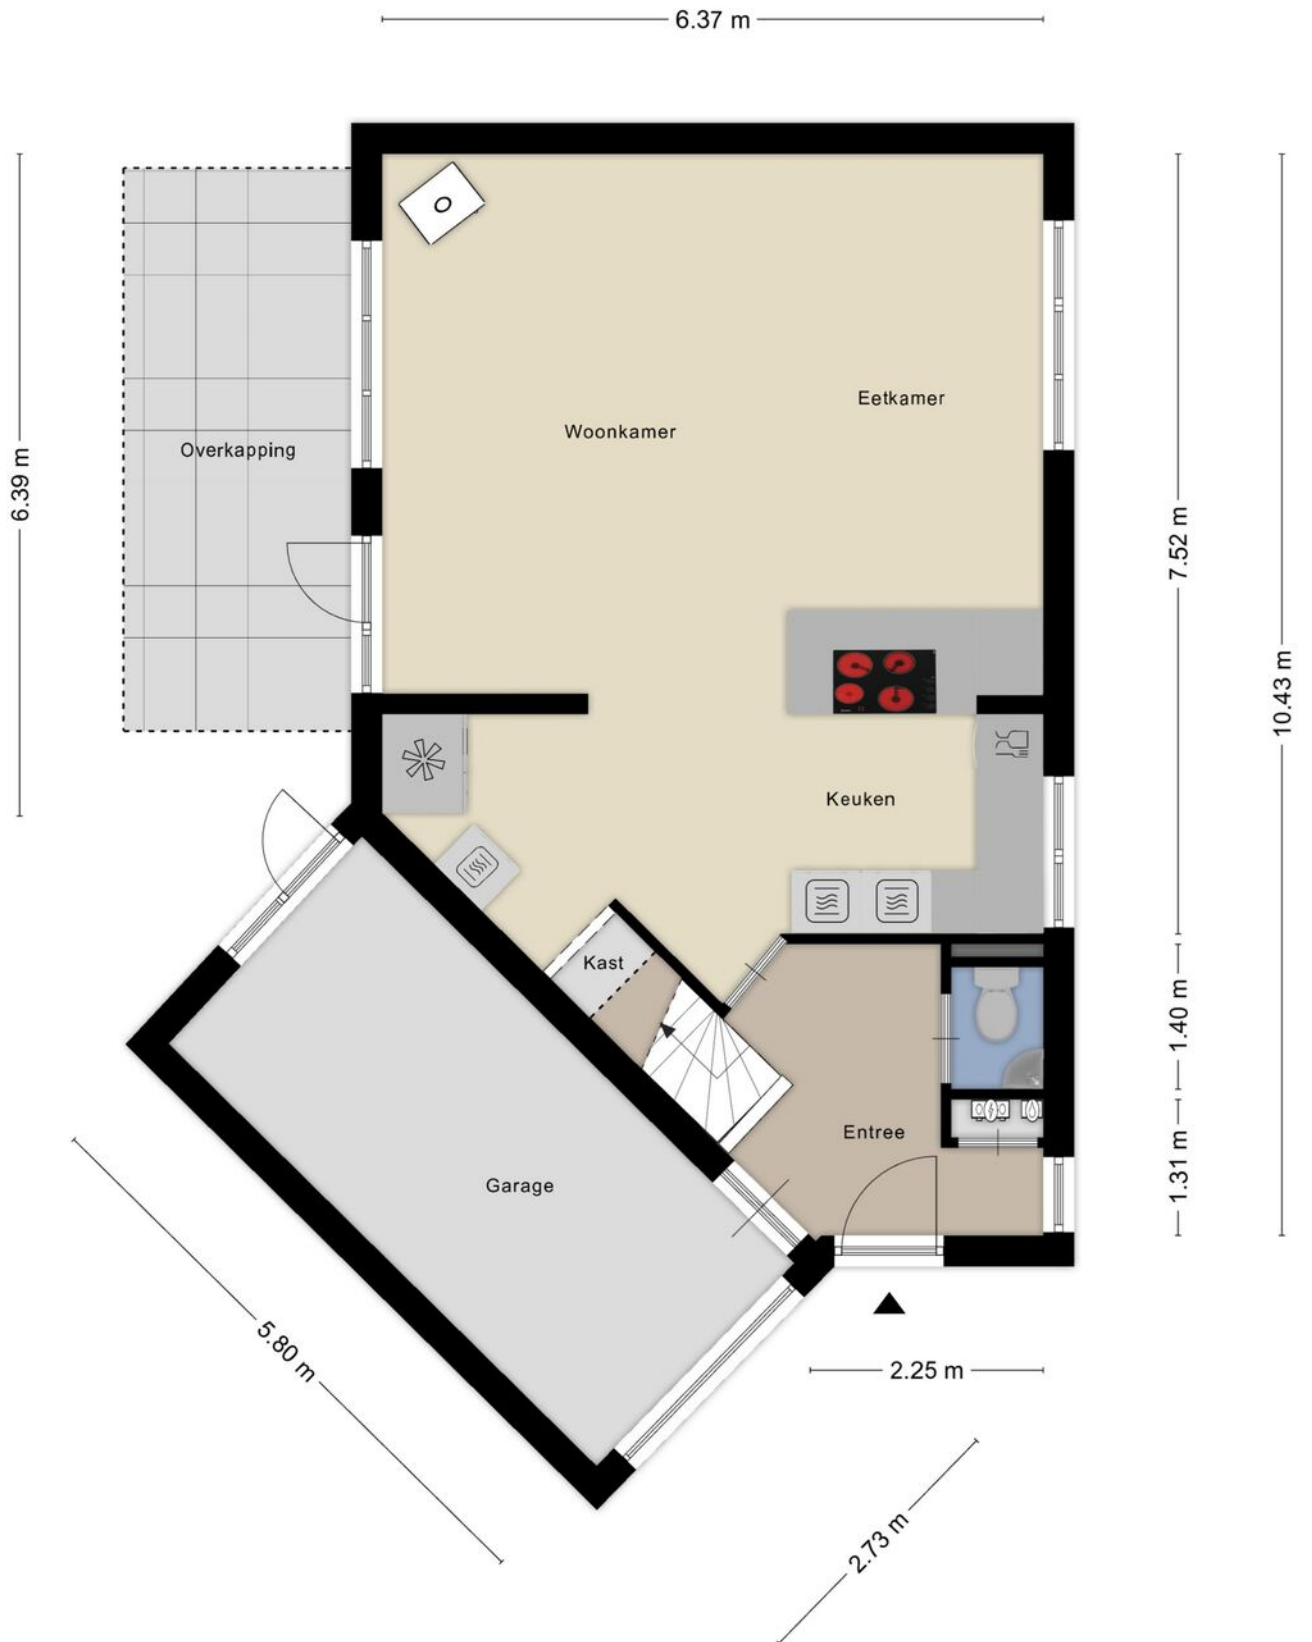 6.37 m
Eetkamer
Woonkamer
Overkapping
6.39 m
7.52 m
10.43 m
Keuken
Kast
1.40 m
Entree
1.31 m
Garage
5.80 m
2.25 m
2.73 m